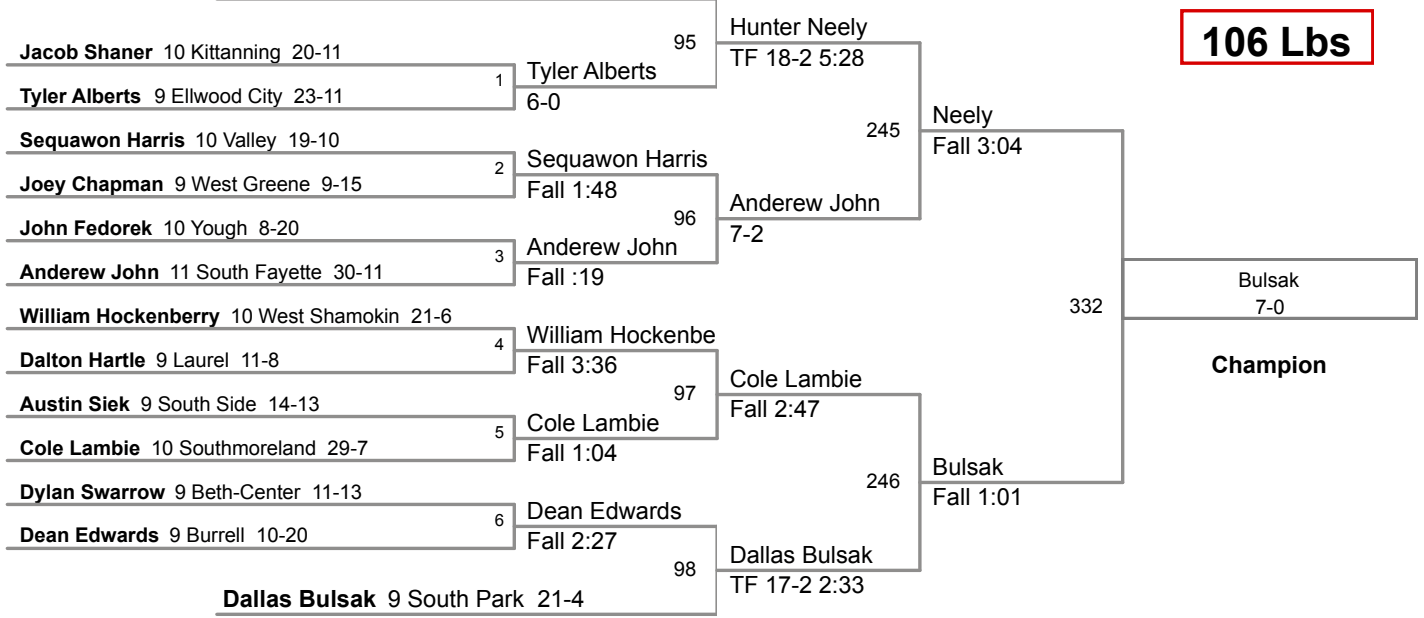 106 Lbs
Jacob Shaner 10 Kittanning 20-11
Tyler Alberts 9 Ellwood City 23-11
Sequawon Harris 10 Valley 19-10
Joey Chapman 9 West Greene 9-15
John Fedorek 10 Yough 8-20
Anderew John 11 South Fayette 30-11
William Hockenberry 10 West Shamokin 21-6
Dalton Hartle 9 Laurel 11-8
Austin Siek 9 South Side 14-13
Cole Lambie 10 Southmoreland 29-7
Dylan Swarrow 9 Beth-Center 11-13
Dean Edwards 9 Burrell 10-20
Dallas Bulsak 9 South Park 21-4
1
Tyler Alberts
6-0
2
Sequawon Harris
Fall 1:48
3
Anderew John
Fall :19
4
William Hockenbe
Fall 3:36
5
Cole Lambie
Fall 1:04
6
Dean Edwards
Fall 2:27
95
Hunter Neely
TF 18-2 5:28
96
Anderew John
7-2
97
Cole Lambie
Fall 2:47
98
Dallas Bulsak
TF 17-2 2:33
245
Neely
Fall 3:04
246
Bulsak
Fall 1:01
332
Bulsak
7-0
Champion